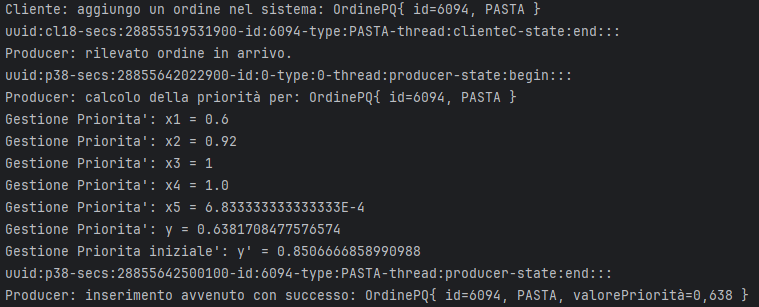 Cliente: aggiungo un ordine nel sistema: OrdinePQ{ id=6094, PASTA }
uuid:cl18-secs:28855519531900-id:6094-type:PASTA-thread:clienteC-state:end:::
Producer: rilevato ordine in arrivo.
uuid:p38-secs:28855642022900-id:0-type:0-thread:producer-state:begin:::
Producer: calcolo della priorità per: OrdinePQ{ id=6094, PASTA }
Gestione Priorita': x1 = 0.6
Gestione Priorita': x2 = 0.92
Gestione Priorita': x3 = 1
Gestione Priorita': x4 = 1.0
Gestione Priorita': x5 = 6.833333333333333E-4
Gestione Priorita': y = 0.6381708477576574
Gestione Priorita iniziale': y' = 0.8506666858990988
uuid:p38-secs:28855642500100-id:6094-type:PASTA-thread:producer-state:end:::
Producer: inserimento avvenuto con successo: OrdinePQ{ id=6094, PASTA, valorePriorità=0,638 }